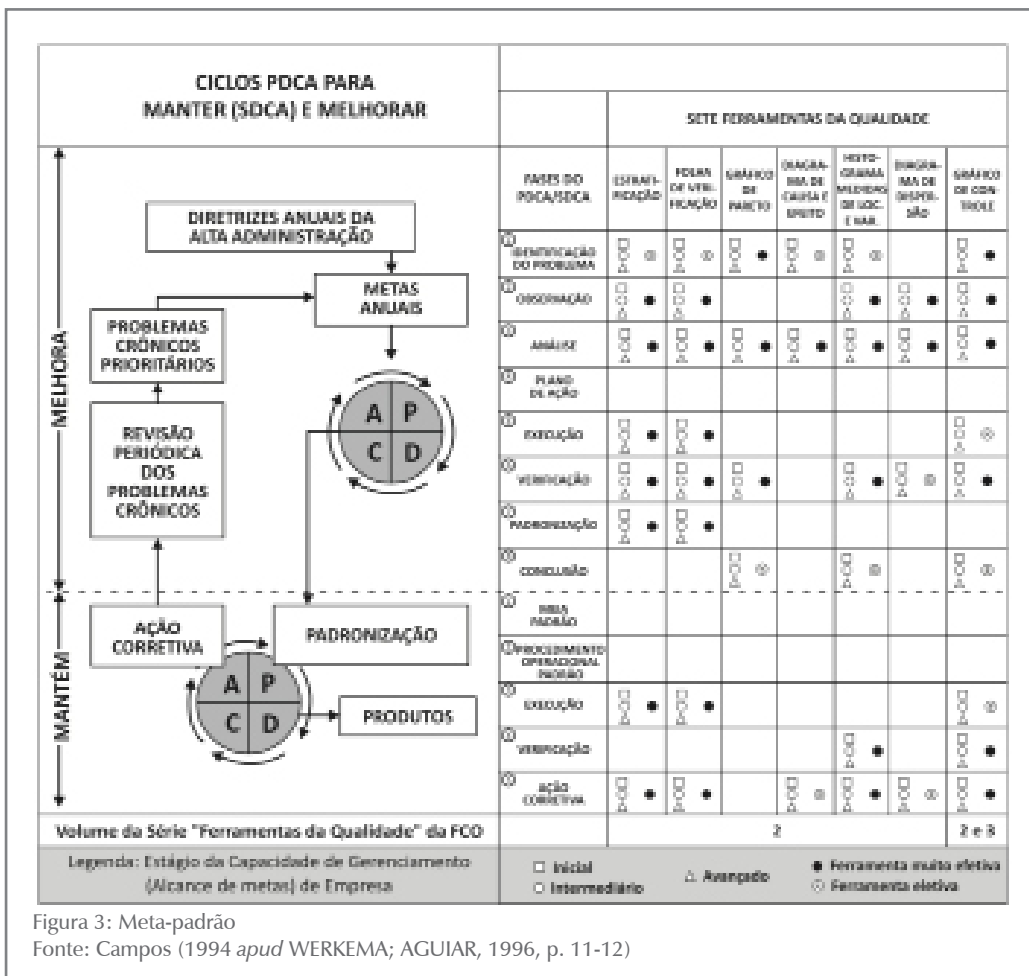 CICLOS PDCA PARA
MANTER (SDCA) E MELHORAR
SETE FERRAMENTAS DA QUALIDADE
FASES DO
PDCA/SDCA
ESTRATI-
FICAÇÃO
FOLHA
DE VERI-
FICAÇÃO
GRÁFICO
DE
PARETO
DIAGRA-
MA DE
CAUSA E
EFEITO
HISTO-
GRAMA
MEDIDAS
DE LOC.
E VAR.
DIAGRA-
MA DE
DISPER-
SÃO
GRÁFICO
DE CON-
TROLE
MELHORA
DIRETRIZES ANUAIS DA
ALTA ADMINISTRAÇÃO
METAS
ANUAIS
PROBLEMAS
CRÔNICOS
PRIORITÁRIOS
REVISÃO
PERIÓDICA
DOS
PROBLEMAS
CRÔNICOS
A P
C D
IDENTIFICAÇÃO
DO PROBLEMA
OBSERVAÇÃO
ANÁLISE
PLANO
DE AÇÃO
EXECUÇÃO
VERIFICAÇÃO
PADRONIZAÇÃO
CONCLUSÃO
MANTÉM
AÇÃO
CORRETIVA
PADRONIZAÇÃO
A P
C D
PRODUTOS
PADRÃO
PROCEDIMENTO
OPERACIONAL
PADRÃO
EXECUÇÃO
VERIFICAÇÃO
AÇÃO
CORRETIVA
Volume da Série "Ferramentas da Qualidade" da FCO
2
2 e 3
Legenda: Estágio da Capacidade de Gerenciamento
(Alcance de metas) de Empresa
Inicial
Intermediário
Avançado
Ferramenta muito efetiva
Ferramenta eletiva
Figura 3: Meta-padrão
Fonte: Campos (1994 apud WERKEMA; AGUIAR, 1996, p. 11-12)